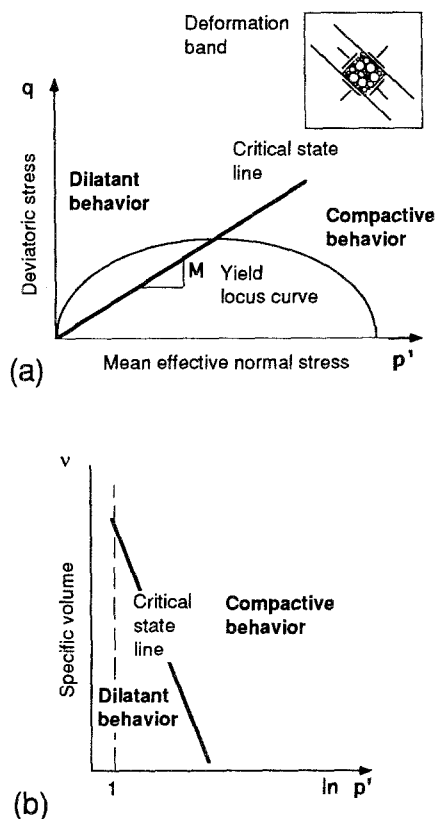 Deformation
band
q
Deviatoric stress
Dilatant
behavior
Critical state
line
Compactive
behavior
M
Yield
locus curve
(a)
Mean effective normal stress
p'
ν
Specific volume
Critical
state
line
Compactive
behavior
Dilatant
behavior
1
ln p'
(b)